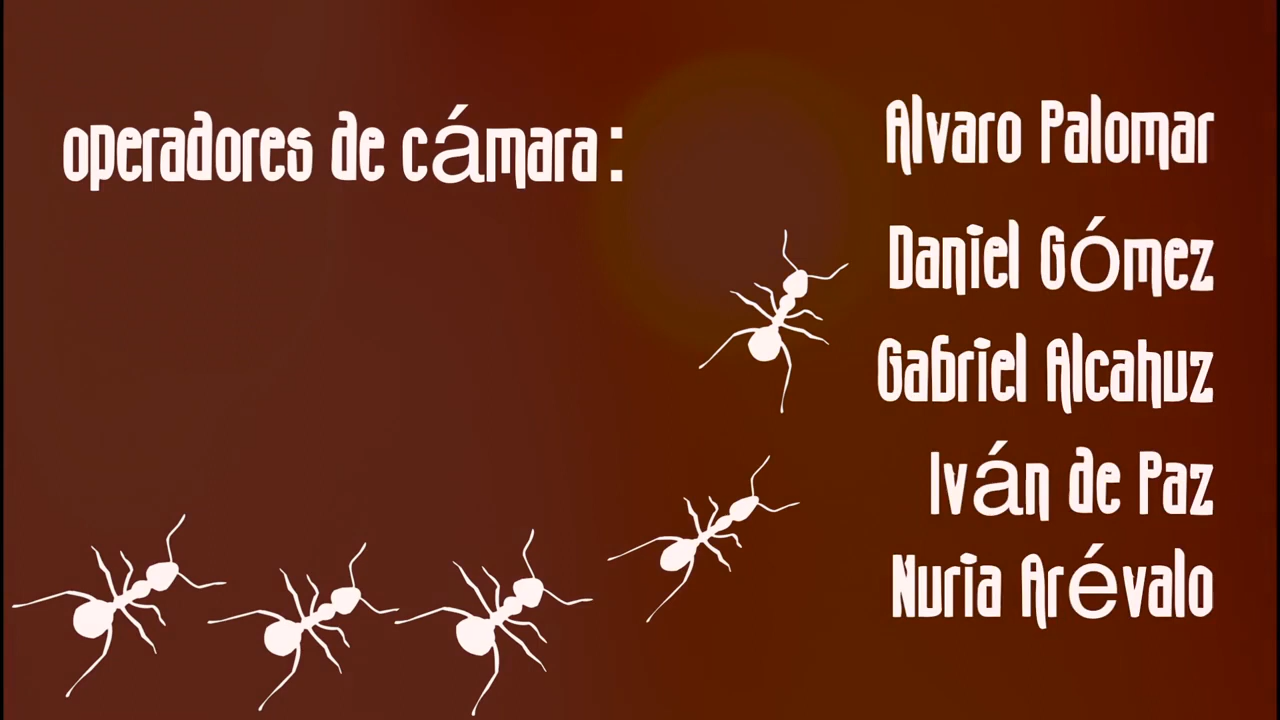 operadores de cámara:
Alvaro Palomar
Daniel Gómez
Gabriel Alcahuz
Iván de Paz
Nuria Arévalo